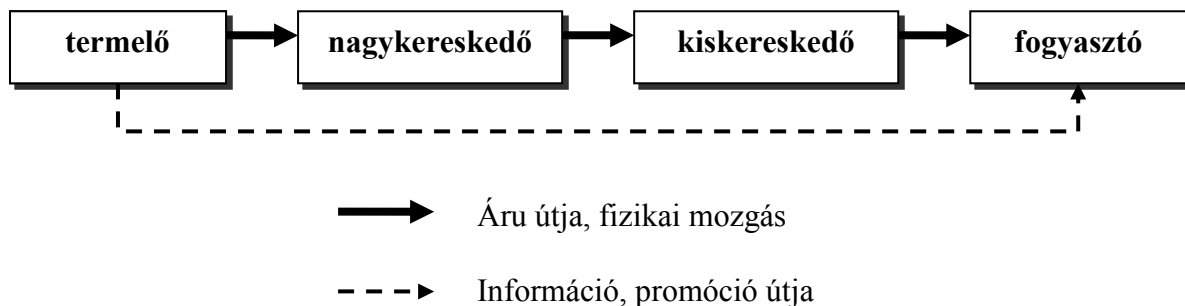 termelő
nagykereskedő
kiskereskedő
fogyasztó
Áru útja, fizikai mozgás
Információ, promóció útja